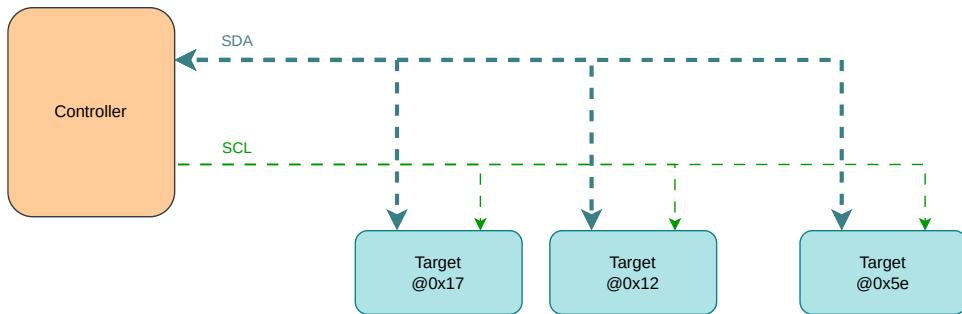 SDA
Controller
SCL
Target
@0x17
Target
@0x12
Target
@0x5e